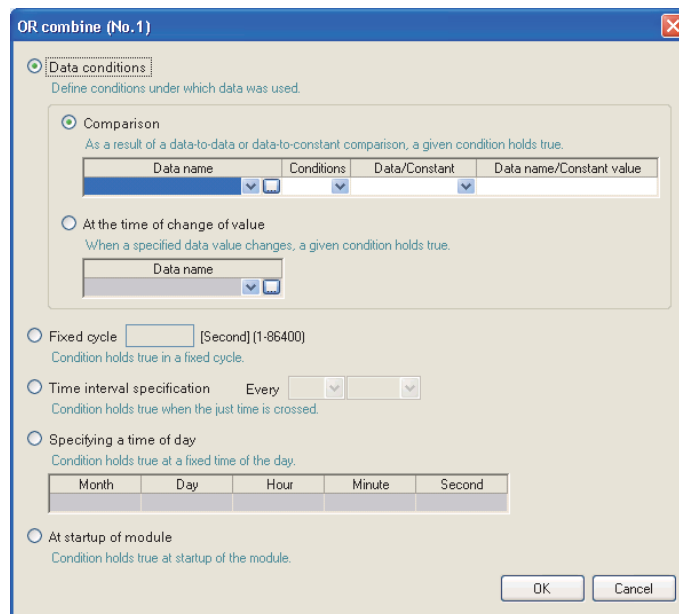 OR combine (No.1)
Data conditions
Define conditions under which data was used.
Comparison
As a result of a data-to-data or data-to-constant comparison, a given condition holds true.
Data name Conditions Data/Constant Data name/Constant value
At the time of change of value
When a specified data value changes, a given condition holds true.
Data name
Fixed cycle [Second] (1-86400)
Condition holds true in a fixed cycle.
Time interval specification Every
Condition holds true when the just time is crossed.
Specifying a time of day
Condition holds true at a fixed time of the day.
Month Day Hour Minute Second
At startup of module
Condition holds true at startup of the module.
OK Cancel